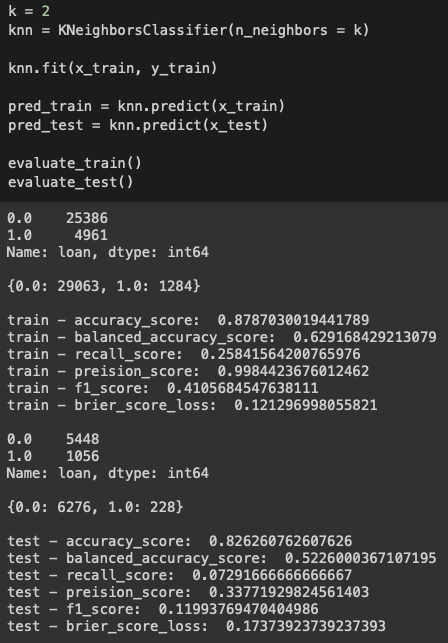 k = 2
knn = KNeighborsClassifier(n_neighbors = k)
knn.fit(x_train, y_train)
pred_train = knn.predict(x_train)
pred_test = knn.predict(x_test)
evaluate_train()
evaluate_test()
0.0    25386
1.0     4961
Name: loan, dtype: int64
{0.0: 29063, 1.0: 1284}
train - accuracy_score:  0.8787030019441789
train - balanced_accuracy_score:  0.629168429213079
train - recall_score:  0.25841564200765976
train - preision_score:  0.9984423676012462
train - f1_score:  0.4105684547638111
train - brier_score_loss:  0.121296998055821
0.0    5448
1.0    1056
Name: loan, dtype: int64
{0.0: 6276, 1.0: 228}
test - accuracy_score:  0.826260762607626
test - balanced_accuracy_score:  0.5226000367107195
test - recall_score:  0.07291666666666667
test - preision_score:  0.33771929824561403
test - f1_score:  0.11993769470404986
test - brier_score_loss:  0.17373923739237393